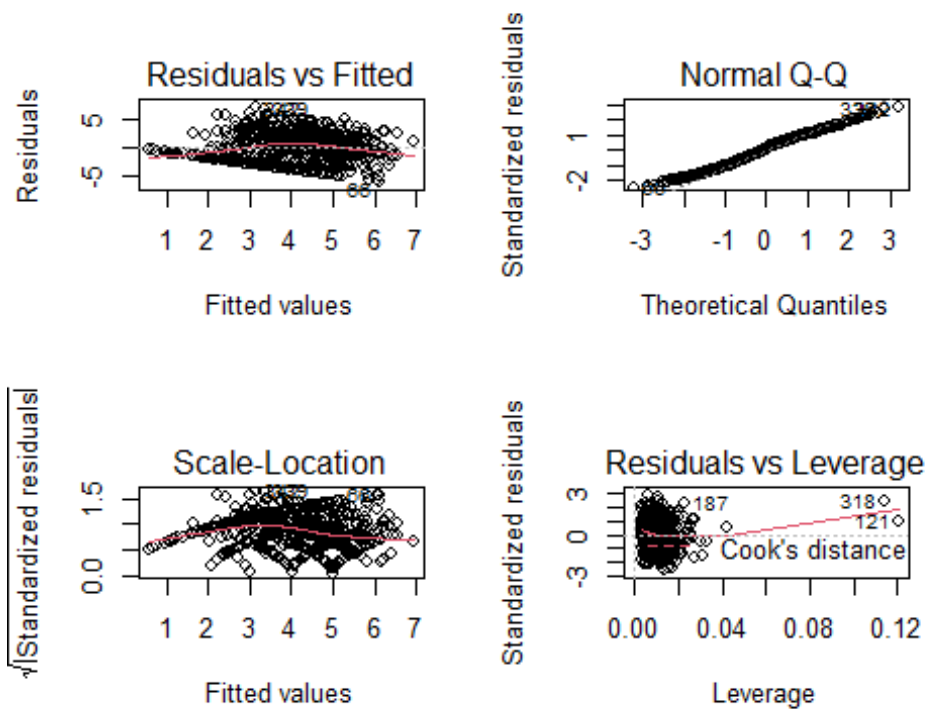 Residuals vs Fitted
Residuals
5
-5
1 2 3 4 5 6 7
Fitted values
Normal Q-Q
Standardized residuals
1
-2
-3 -1 0 1 2 3
Theoretical Quantiles
Scale-Location
√|Standardized residuals|
1.5
0.0
1 2 3 4 5 6 7
Fitted values
Residuals vs Leverage
Standardized residuals
3
0
-3
187
318
121
Cook's distance
0.00 0.04 0.08 0.12
Leverage